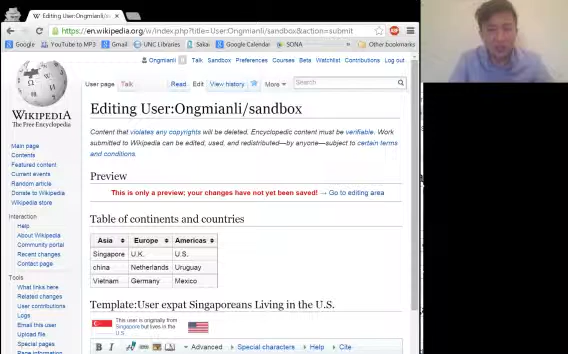 Editing User:Ongmianli/s
https://en.wikipedia.org/w/index.php?title=User:Ongmianli/sandbox&action=submit
Google YouTube to MP3 Gmail UNC Libraries Sakai Google Calendar SONA Other bookmarks
Ongmianli Talk Sandbox Preferences Courses Beta Watchlist Contributions Log out
User page Talk Read Edit View history More Search
WIKIPEDIA
The Free Encyclopedia
Main page
Contents
Featured content
Current events
Random article
Donate to Wikipedia
Wikipedia store
Interaction
Help
About Wikipedia
Community portal
Recent changes
Contact page
Tools
What links here
Related changes
User contributions
Logs
Email this user
Upload file
Special pages
Page information
Editing User:Ongmianli/sandbox
Content that violates any copyrights will be deleted. Encyclopedic content must be verifiable. Work
submitted to Wikipedia can be edited, used, and redistributed—by anyone—subject to certain terms
and conditions.
Preview
This is only a preview; your changes have not yet been saved! → Go to editing area
Table of continents and countries
Asia Europe Americas
Singapore U.K. U.S.
china Netherlands Uruguay
Vietnam Germany Mexico
Template:User expat Singaporeans Living in the U.S.
This user is originally from
Singapore but lives in the
U.S.
B I Advanced Special characters Help Cite